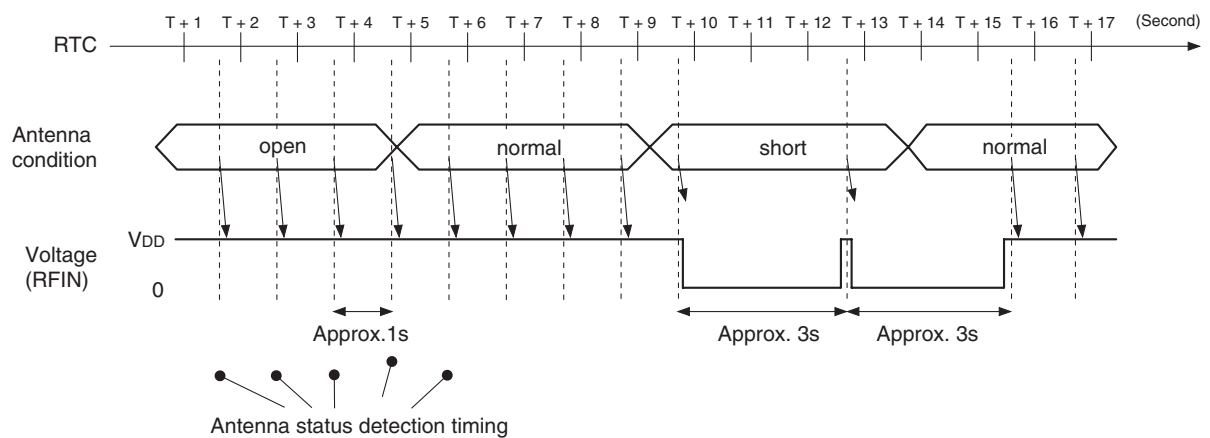 T + 1 T + 2 T + 3 T + 4 T + 5 T + 6 T + 7 T + 8 T + 9 T + 10 T + 11 T + 12 T + 13 T + 14 T + 15 T + 16 T + 17 (Second)
RTC
Antenna
condition
open normal short normal
Voltage
(RFIN)
VDD
0
Approx.1s Approx. 3s Approx. 3s
Antenna status detection timing